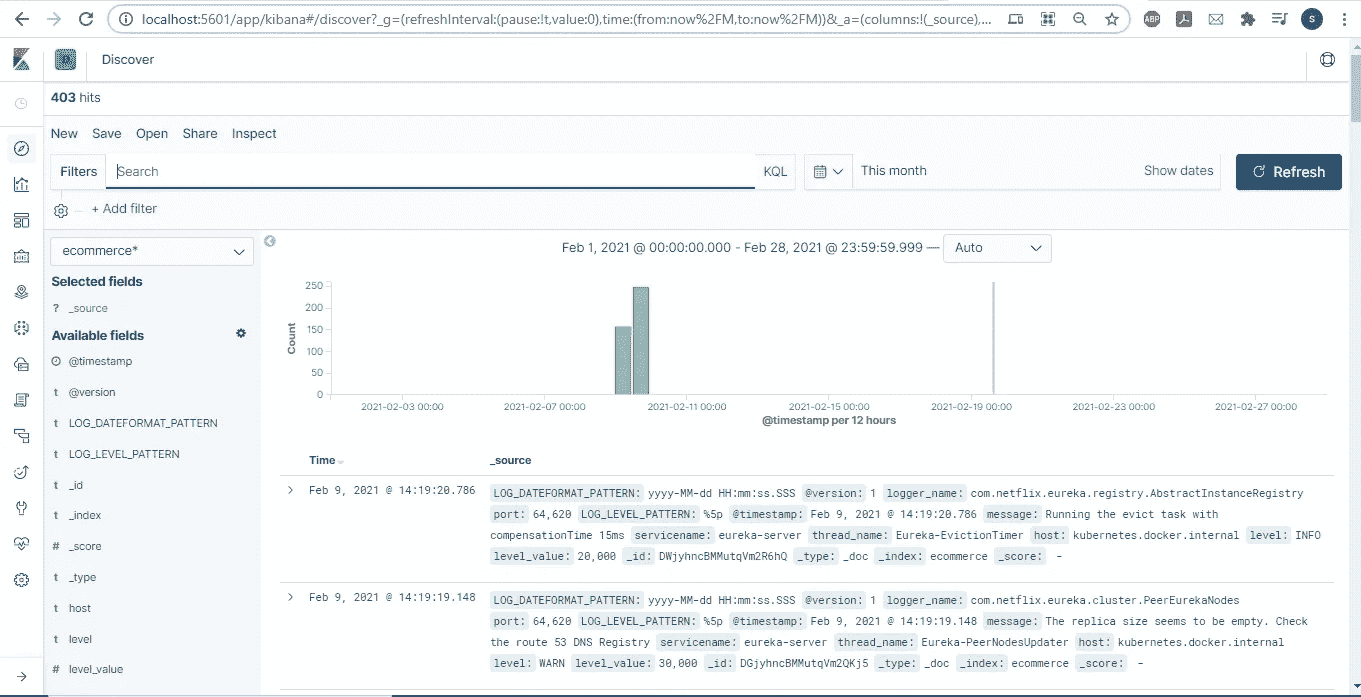 localhost:5601/app/kibana#/discover?_g=(refreshInterval:(pause:!t,value:0),time:(from:now%2FM,to:now%2FM))&_a=(columns:!(_source),...
ABP
S
D
Discover
403 hits
New Save Open Share Inspect
Filters Search KQL This month Show dates Refresh
+ Add filter
ecommerce*
Selected fields
? _source
Available fields
@timestamp
t @version
t LOG_DATEFORMAT_PATTERN
t LOG_LEVEL_PATTERN
t _id
t _index
# _score
t _type
t host
t level
# level_value
Feb 1, 2021 @ 00:00:00.000 - Feb 28, 2021 @ 23:59:59.999 — Auto
Count
250
200
150
100
50
0
2021-02-03 00:00 2021-02-07 00:00 2021-02-11 00:00 2021-02-15 00:00 2021-02-19 00:00 2021-02-23 00:00 2021-02-27 00:00
@timestamp per 12 hours
Time _source
Feb 9, 2021 @ 14:19:20.786 LOG_DATEFORMAT_PATTERN: yyyy-MM-dd HH:mm:ss.SSS @version: 1 logger_name: com.netflix.eureka.registry.AbstractInstanceRegistry
port: 64,620 LOG_LEVEL_PATTERN: %5p @timestamp: Feb 9, 2021 @ 14:19:20.786 message: Running the evict task with
compensationTime 15ms servicename: eureka-server thread_name: Eureka-EvictionTimer host: kubernetes.docker.internal level: INFO
level_value: 20,000 _id: DWjyhncBMMutqVm2R6hQ _type: _doc _index: ecommerce _score: -
Feb 9, 2021 @ 14:19:19.148 LOG_DATEFORMAT_PATTERN: yyyy-MM-dd HH:mm:ss.SSS @version: 1 logger_name: com.netflix.eureka.cluster.PeerEurekaNodes
port: 64,620 LOG_LEVEL_PATTERN: %5p @timestamp: Feb 9, 2021 @ 14:19:19.148 message: The replica size seems to be empty. Check
the route 53 DNS Registry servicename: eureka-server thread_name: Eureka-PeerNodesUpdater host: kubernetes.docker.internal
level: WARN level_value: 30,000 _id: DGjyhncBMMutqVm2QKj5 _type: _doc _index: ecommerce _score: -